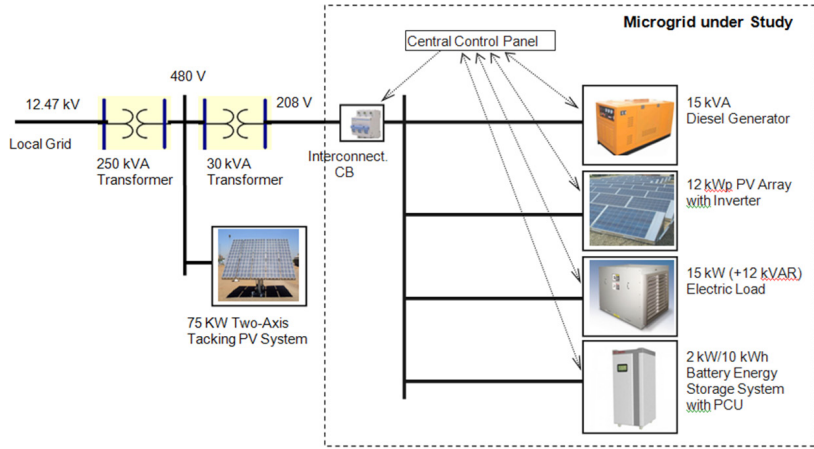 Microgrid under Study
Central Control Panel
480 V
12.47 kV
208 V
Local Grid
250 kVA
Transformer
30 kVA
Transformer
Interconnect.
CB
15 kVA
Diesel Generator
12 kWp PV Array
with Inverter
15 kW (+12 kVAR)
Electric Load
75 KW Two-Axis
Tacking PV System
2 kW/10 kWh
Battery Energy
Storage System
with PCU